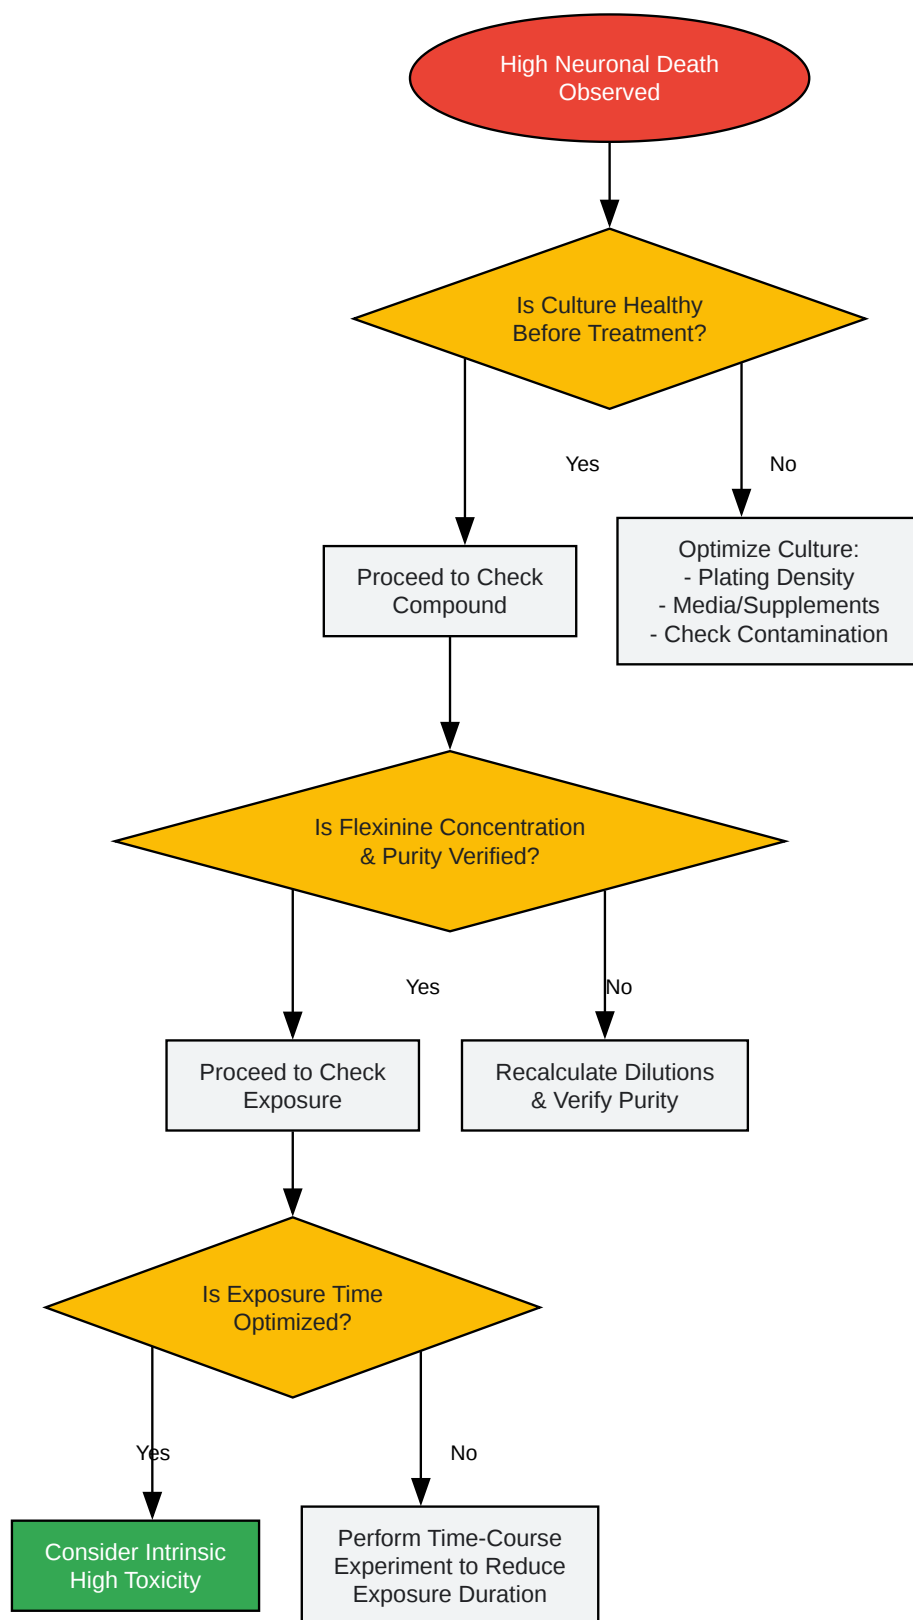 High Neuronal Death
Observed
Is Culture Healthy
Before Treatment?
Yes
No
Proceed to Check
Compound
Optimize Culture:
- Plating Density
- Media/Supplements
- Check Contamination
Is Flexinine Concentration
& Purity Verified?
Yes
No
Proceed to Check
Exposure
Recalculate Dilutions
& Verify Purity
Is Exposure Time
Optimized?
Yes
No
Consider Intrinsic
High Toxicity
Perform Time-Course
Experiment to Reduce
Exposure Duration